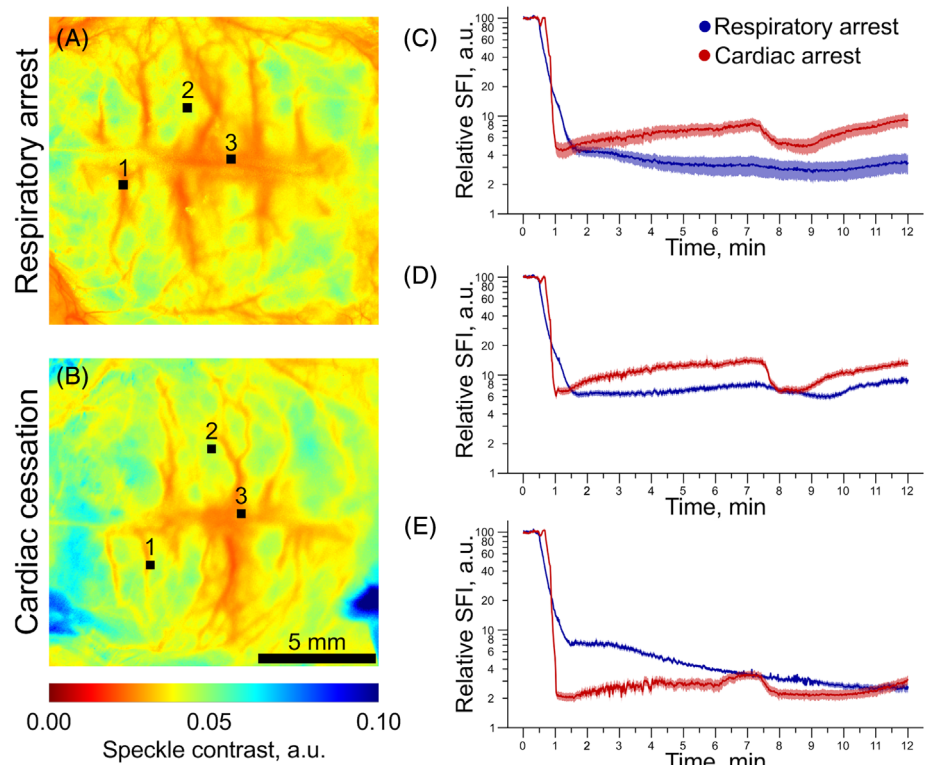 Respiratory arrest
(A)
2
3
1
Cardiac cessation
(B)
2
3
1
5 mm
0.00 0.05 0.10
Speckle contrast, a.u.
(C)
Respiratory arrest
Cardiac arrest
Relative SFI, a.u.
100
80
60
40
20
10
8
6
4
2
1
0 1 2 3 4 5 6 7 8 9 10 11 12
Time, min
(D)
Relative SFI, a.u.
100
80
60
40
20
10
8
6
4
2
1
0 1 2 3 4 5 6 7 8 9 10 11 12
Time, min
(E)
Relative SFI, a.u.
100
80
60
40
20
10
8
6
4
2
1
0 1 2 3 4 5 6 7 8 9 10 11 12
Time, min